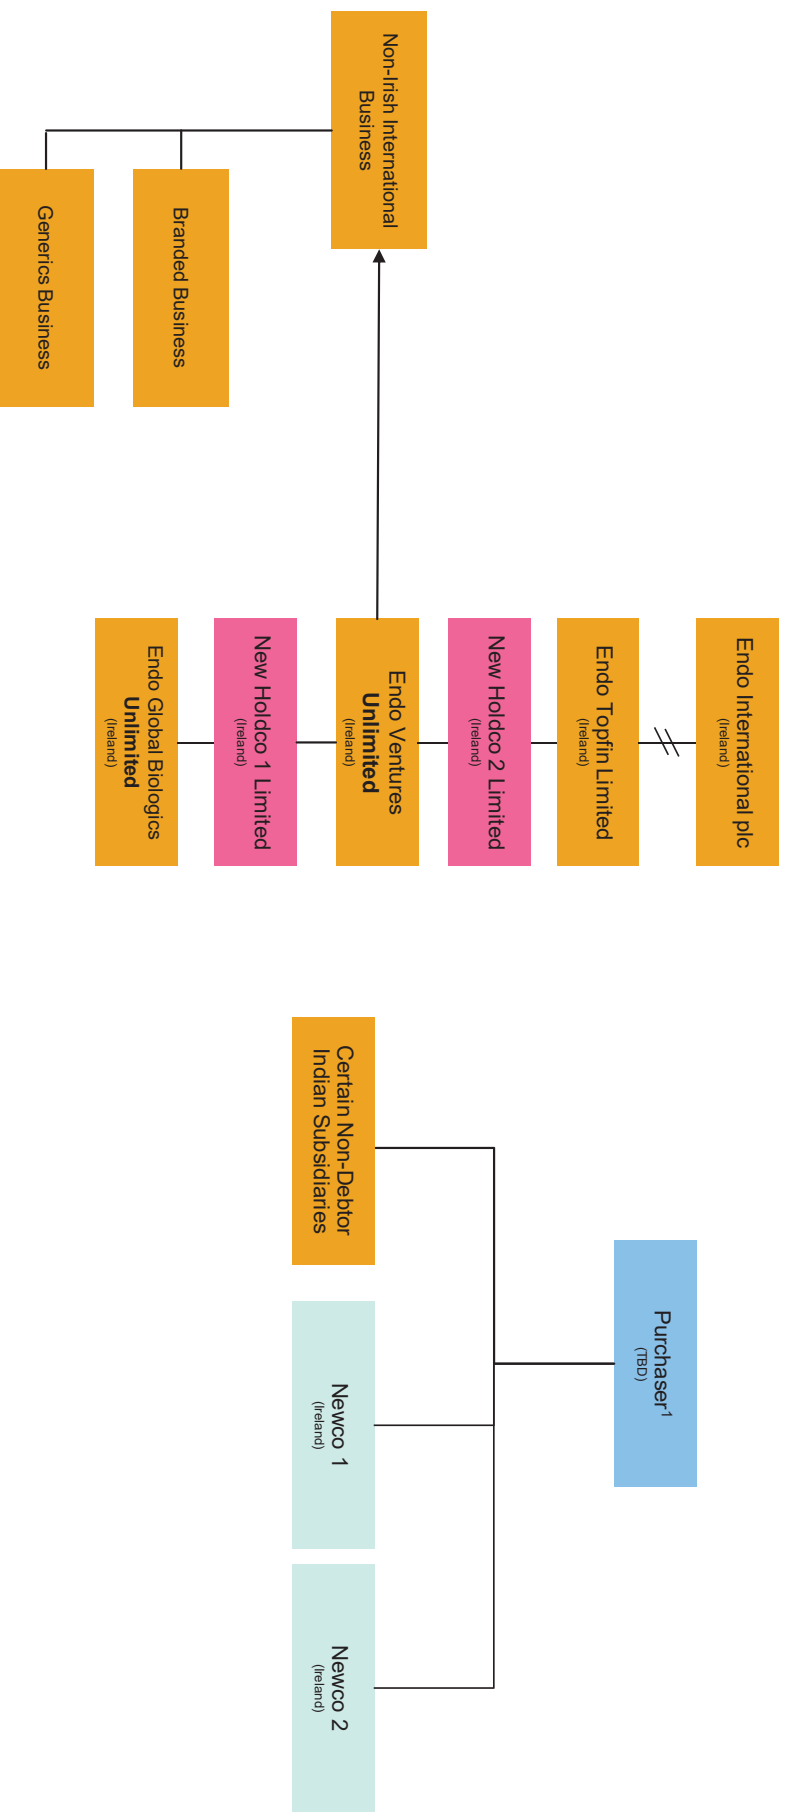 Endo International plc
(Ireland)
Endo Topfin Limited
(Ireland)
New Holdco 2 Limited
(Ireland)
Endo Ventures
Unlimited
(Ireland)
New Holdco 1 Limited
(Ireland)
Endo Global Biologics
Unlimited
(Ireland)
Non-Irish International
Business
Branded Business
Generics Business
Purchaser¹
(TBD)
Certain Non-Debtor
Indian Subsidiaries
Newco 1
(Ireland)
Newco 2
(Ireland)